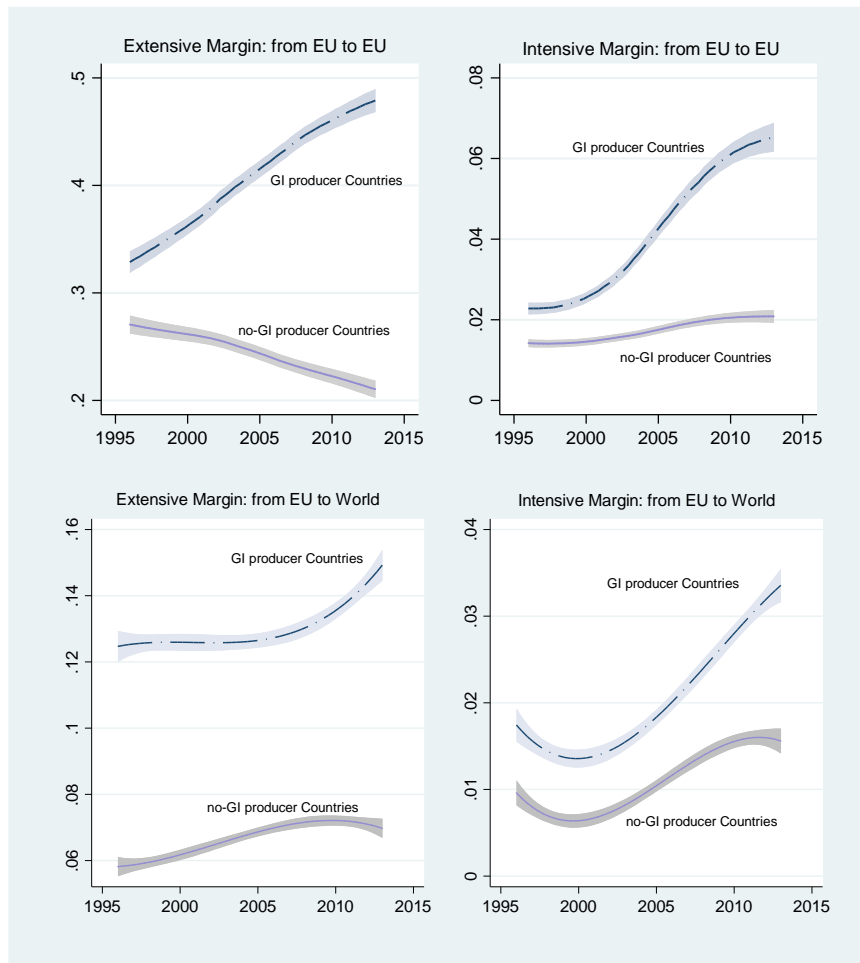 Extensive Margin: from EU to EU
.5
.4
.3
.2
GI producer Countries
no-GI producer Countries
1995 2000 2005 2010 2015
Intensive Margin: from EU to EU
.08
.06
.04
.02
0
GI producer Countries
no-GI producer Countries
1995 2000 2005 2010 2015
Extensive Margin: from EU to World
.16
.14
.12
.1
.08
.06
GI producer Countries
no-GI producer Countries
1995 2000 2005 2010 2015
Intensive Margin: from EU to World
.04
.03
.02
.01
0
GI producer Countries
no-GI producer Countries
1995 2000 2005 2010 2015